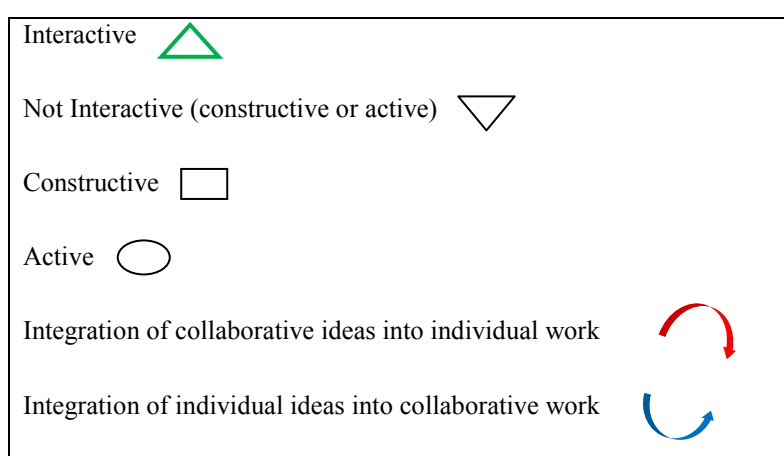 Interactive
Not Interactive (constructive or active)
Constructive
Active
Integration of collaborative ideas into individual work
Integration of individual ideas into collaborative work